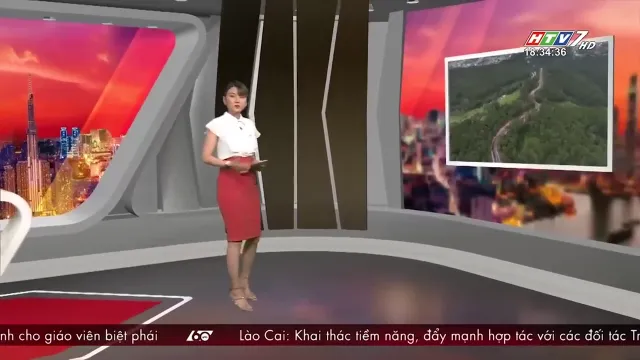 HTV7 HD
18:34:36
nh cho giáo viên biệt phái 60 Lào Cai: Khai thác tiềm năng, đẩy mạnh hợp tác với các đối tác Tr